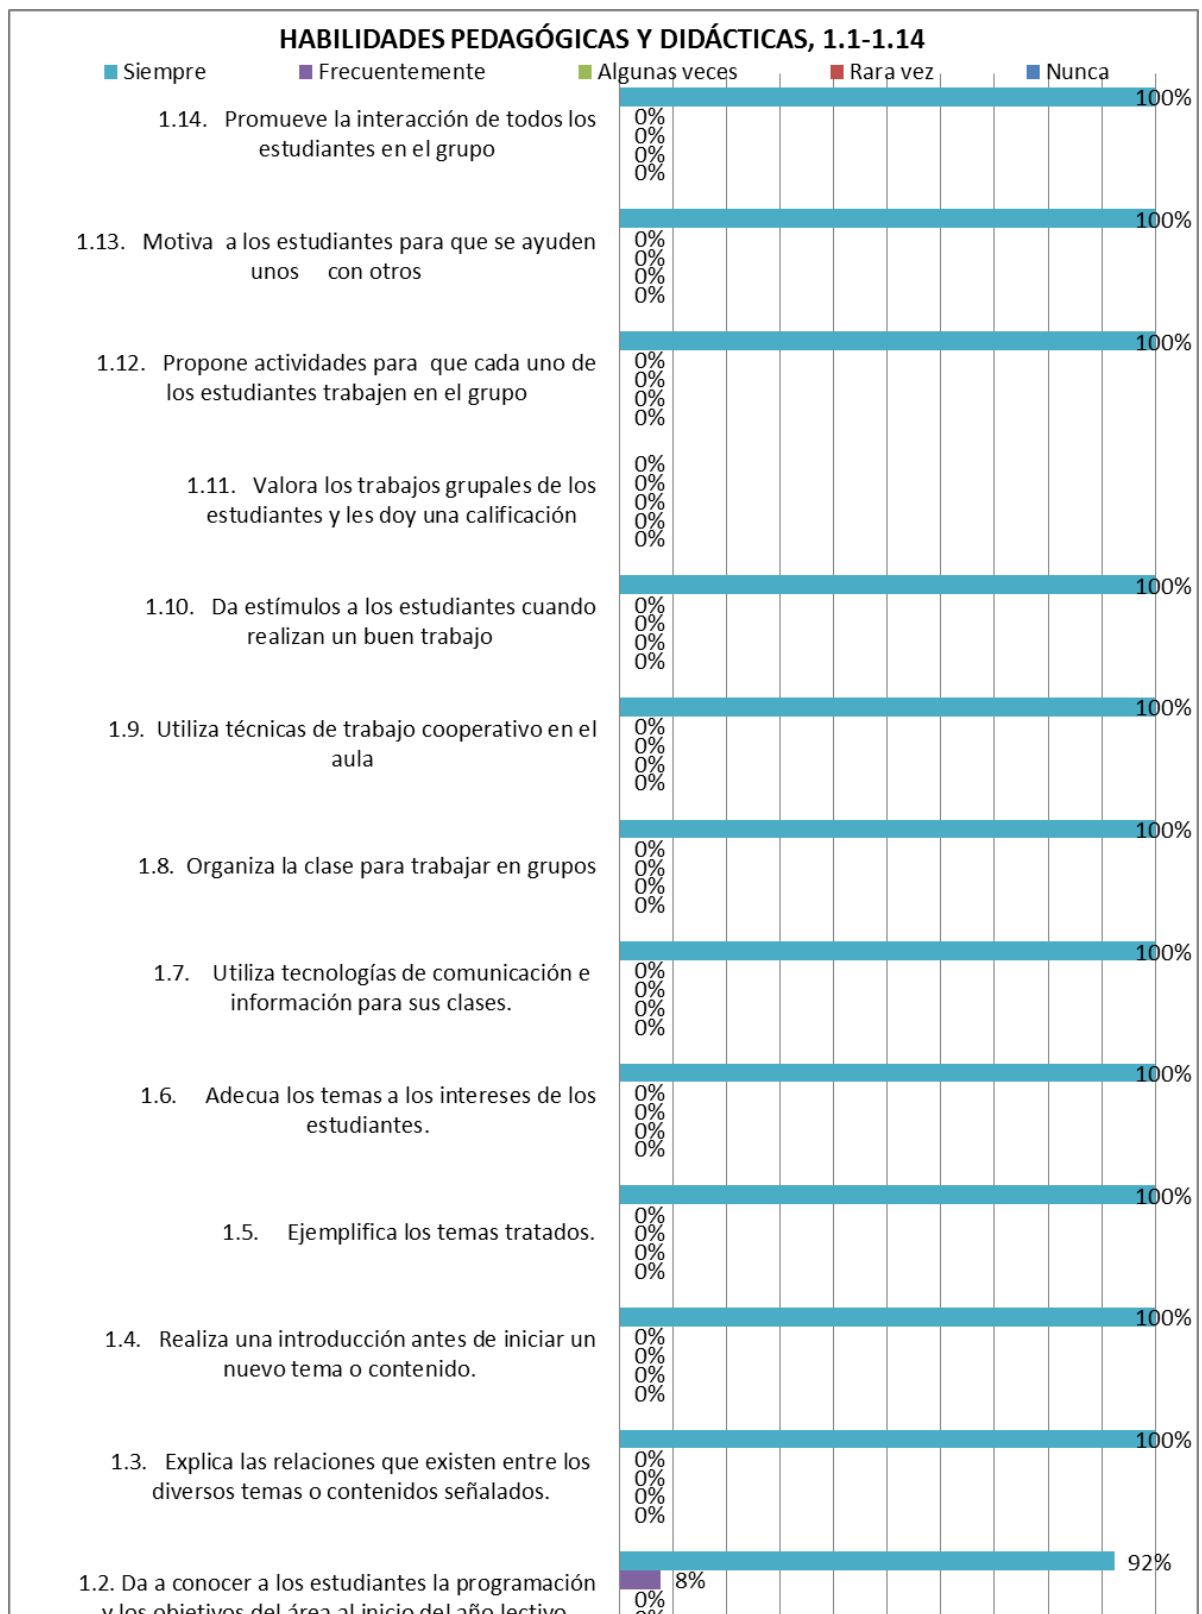 HABILIDADES PEDAGÓGICAS Y DIDÁCTICAS, 1.1-1.14
Siempre Frecuentemente Algunas veces Rara vez Nunca
100%
1.14. Promueve la interacción de todos los
estudiantes en el grupo
0%
0%
0%
0%
100%
1.13. Motiva a los estudiantes para que se ayuden
unos con otros
0%
0%
0%
0%
100%
1.12. Propone actividades para que cada uno de
los estudiantes trabajen en el grupo
0%
0%
0%
0%
1.11. Valora los trabajos grupales de los
estudiantes y les doy una calificación
0%
0%
0%
0%
0%
100%
1.10. Da estímulos a los estudiantes cuando
realizan un buen trabajo
0%
0%
0%
0%
100%
1.9. Utiliza técnicas de trabajo cooperativo en el
aula
0%
0%
0%
0%
100%
1.8. Organiza la clase para trabajar en grupos
0%
0%
0%
0%
100%
1.7. Utiliza tecnologías de comunicación e
información para sus clases.
0%
0%
0%
0%
100%
1.6. Adecua los temas a los intereses de los
estudiantes.
0%
0%
0%
0%
100%
1.5. Ejemplifica los temas tratados.
0%
0%
0%
0%
100%
1.4. Realiza una introducción antes de iniciar un
nuevo tema o contenido.
0%
0%
0%
0%
100%
1.3. Explica las relaciones que existen entre los
diversos temas o contenidos señalados.
0%
0%
0%
0%
92%
8%
1.2. Da a conocer a los estudiantes la programación
y los objetivos del área al inicio del año lectivo
0%
0%